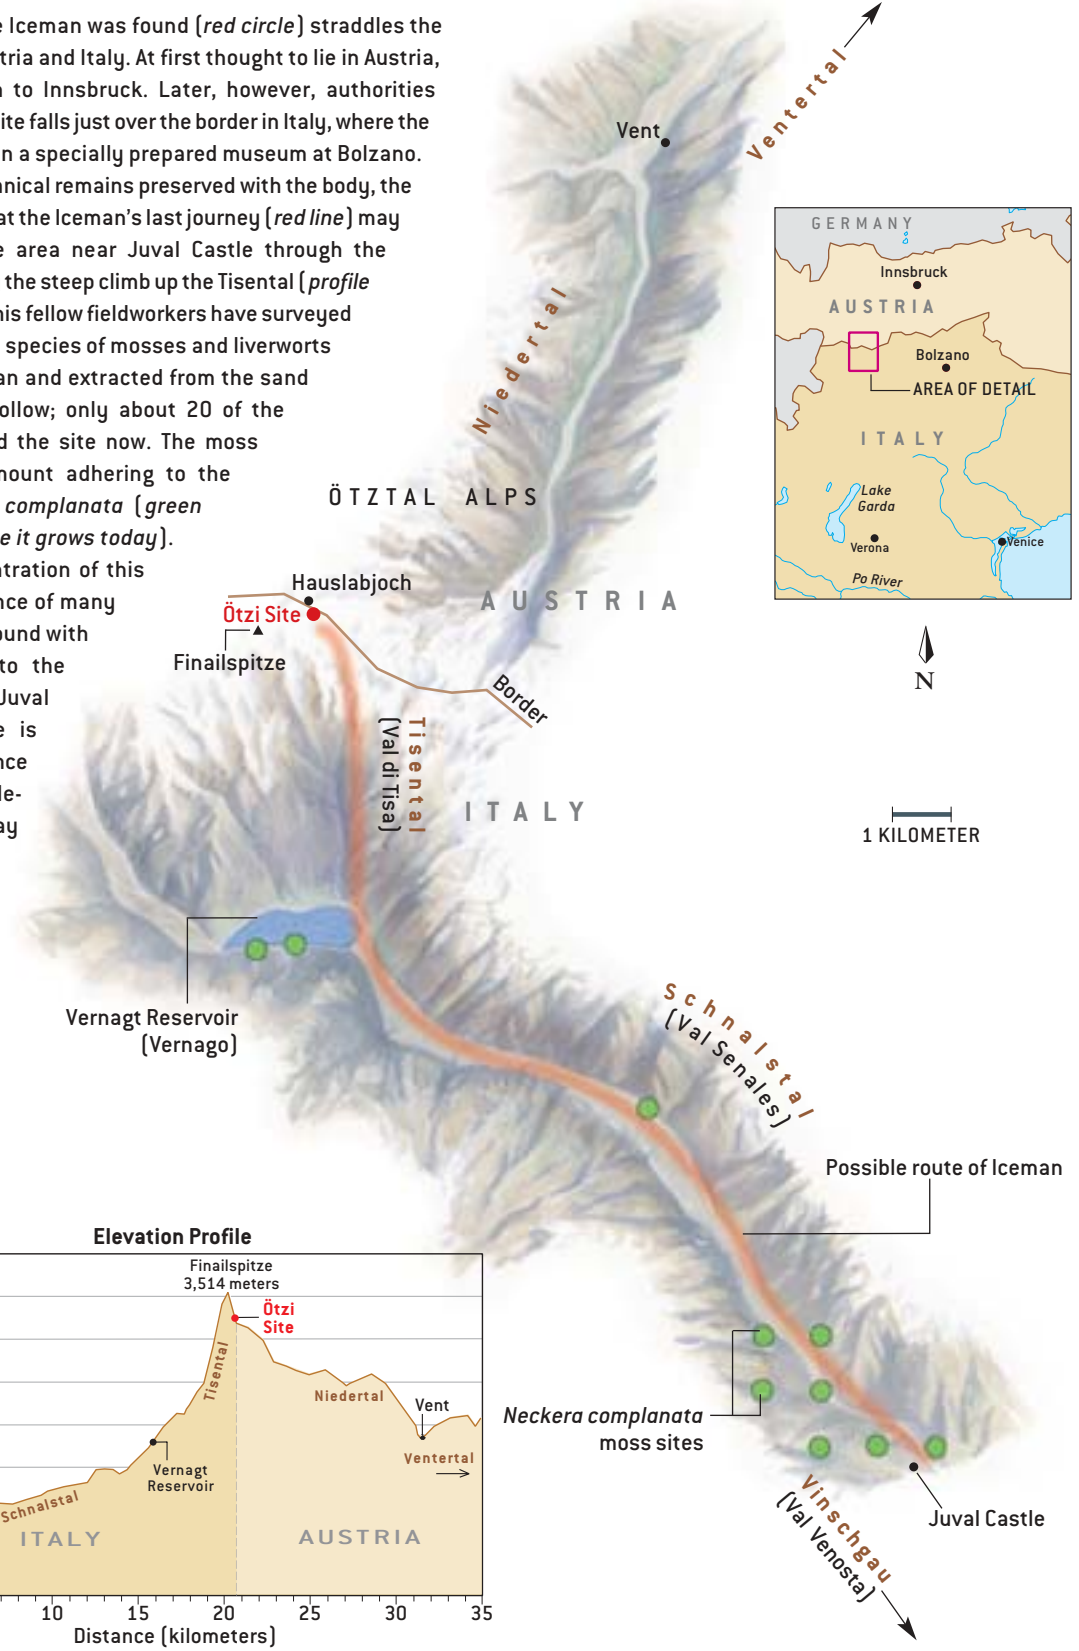 e Iceman was found (red circle) straddles the
tria and Italy. At first thought to lie in Austria,
n to Innsbruck. Later, however, authorities
ite falls just over the border in Italy, where the
n a specially prepared museum at Bolzano.
anical remains preserved with the body, the
at the Iceman's last journey (red line) may
e area near Juval Castle through the
the steep climb up the Tisental (profile
his fellow fieldworkers have surveyed
species of mosses and liverworts
an and extracted from the sand
ollow; only about 20 of the
d the site now. The moss
mount adhering to the
complanata (green
e it grows today).
ntration of this
nce of many
ound with
to the
Juval
e is
nce
le-
ay
Vent
Ventertal
Niedertal
ÖTZTAL ALPS
Hauslabjoch
Ötzi Site
Finailspitze
AUSTRIA
Border
Tisental
(Val di Tisa)
ITALY
GERMANY
Innsbruck
AUSTRIA
Bolzano
AREA OF DETAIL
ITALY
Lake
Garda
Verona
Venice
Po River
N
1 KILOMETER
Vernagt Reservoir
(Vernago)
Schnalstal
(Val Senales)
Possible route of Iceman
Neckera complanata
moss sites
Juval Castle
Vinschgau
(Val Venosta)
Elevation Profile
Finailspitze
3,514 meters
Ötzi
Site
Tisental
Niedertal
Vent
Ventertal
Vernagt
Reservoir
Schnalstal
ITALY
AUSTRIA
10 15 20 25 30 35
Distance (kilometers)